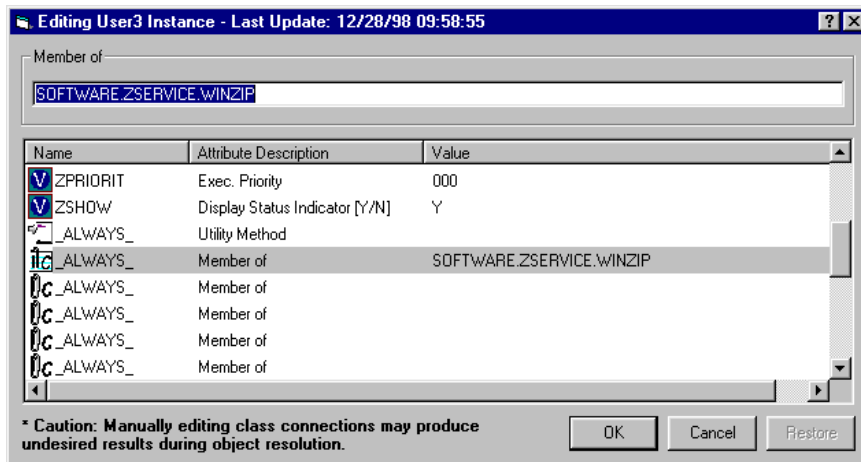 Editing User3 Instance - Last Update: 12/28/98 09:58:55
Member of
SOFTWARE.ZSERVICE.WINZIP
Name Attribute Description Value
V ZPRIORIT Exec. Priority 000
V ZSHOW Display Status Indicator [Y/N] Y
_ALWAYS_ Utility Method
_ALWAYS_ Member of SOFTWARE.ZSERVICE.WINZIP
_ALWAYS_ Member of
_ALWAYS_ Member of
_ALWAYS_ Member of
_ALWAYS_ Member of
* Caution: Manually editing class connections may produce
undesired results during object resolution.
OK Cancel Restore